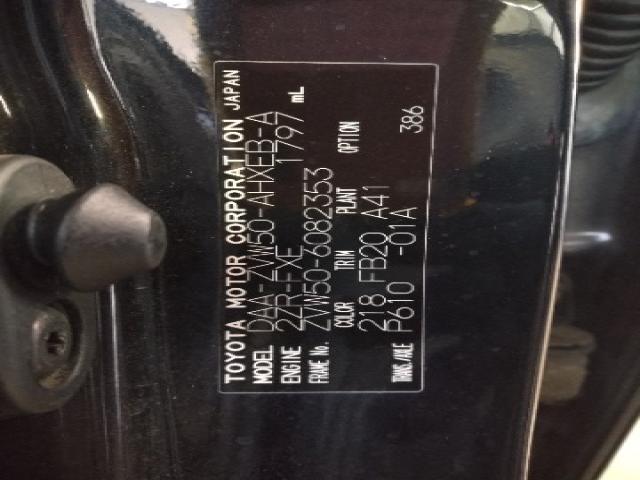 TOYOTA MOTOR CORPORATION JAPAN
MODEL DAA-ZVW50-AHXEB-A
ENGINE 2ZR-FXE 1797 mL
FRAME No. ZVW50-6082353
COLOR TRIM PLANT OPTION
218 FB20 A41
TRANS./AXLE P610 -01A 386